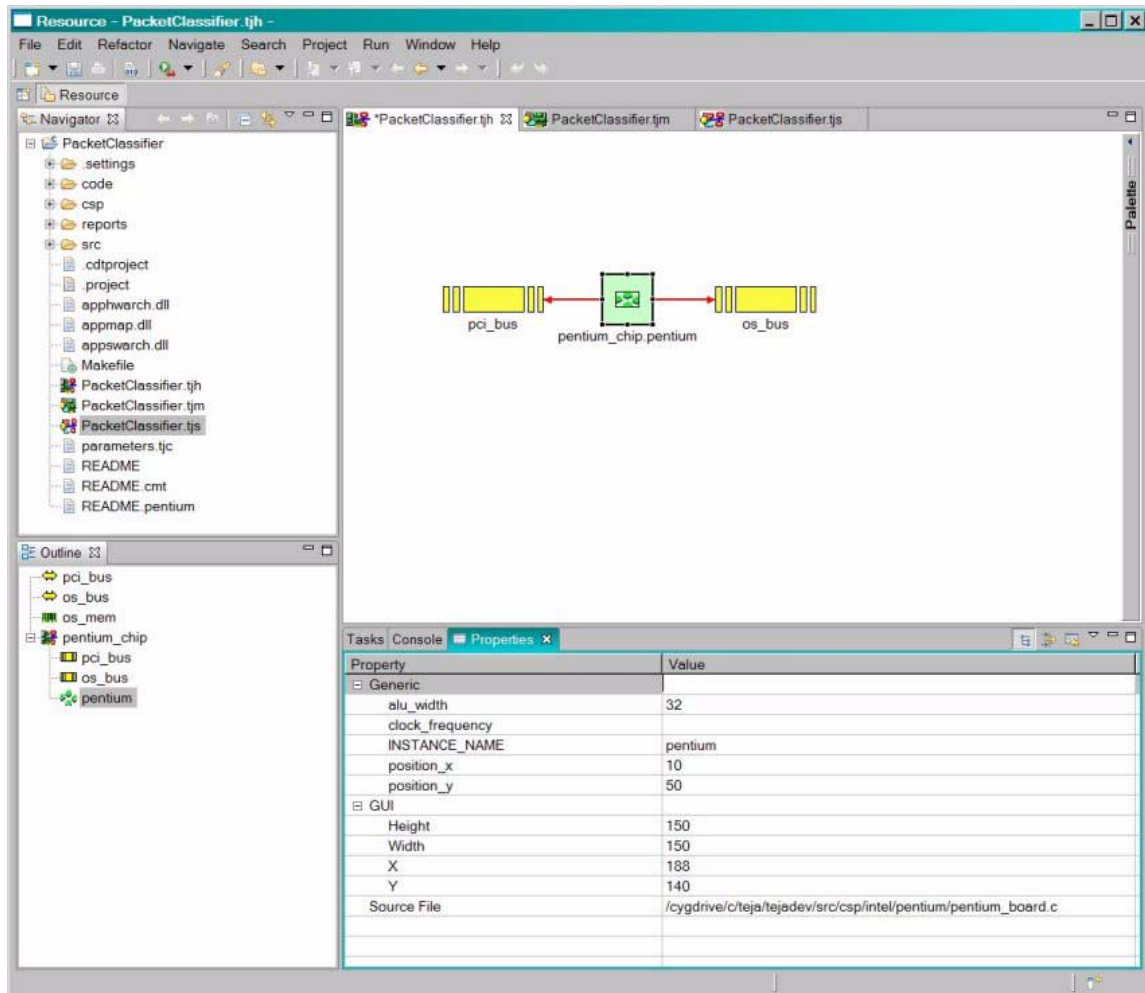 Resource - PacketClassifier.tjh -
File Edit Refactor Navigate Search Project Run Window Help
Resource
Navigator
PacketClassifier
.settings
code
csp
reports
src
.cdtproject
.project
apphwarch.dll
appmap.dll
appswarch.dll
Makefile
PacketClassifier.tjh
PacketClassifier.tjm
PacketClassifier.tjs
parameters.tjc
README
README.cmt
README.pentium
Outline
pci_bus
os_bus
os_mem
pentium_chip
pci_bus
os_bus
pentium
*PacketClassifier.tjh PacketClassifier.tjm PacketClassifier.tjs
Palette
pci_bus
pentium_chip.pentium
os_bus
Tasks Console Properties
Property Value
Generic
alu_width 32
clock_frequency
INSTANCE_NAME pentium
position_x 10
position_y 50
GUI
Height 150
Width 150
X 188
Y 140
Source File /cygdrive/c/teja/tejadev/src/csp/intel/pentium/pentium_board.c